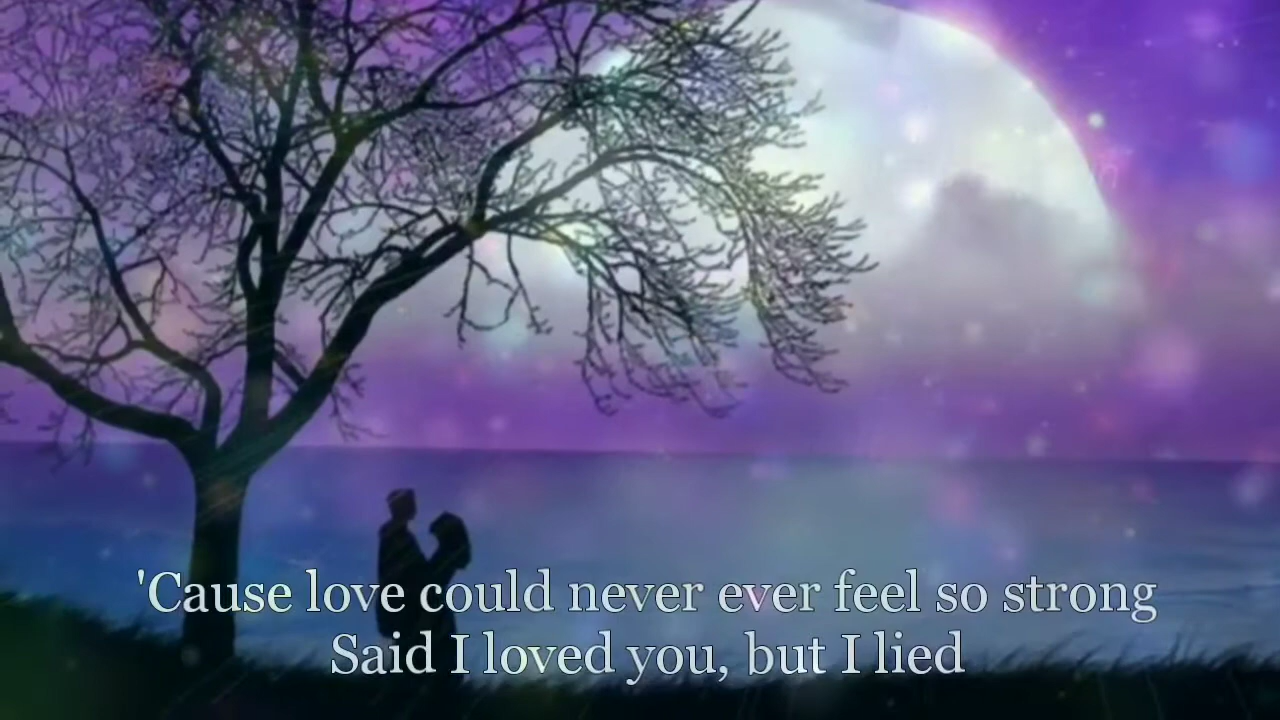 'Cause love could never ever feel so strong
Said I loved you, but I lied